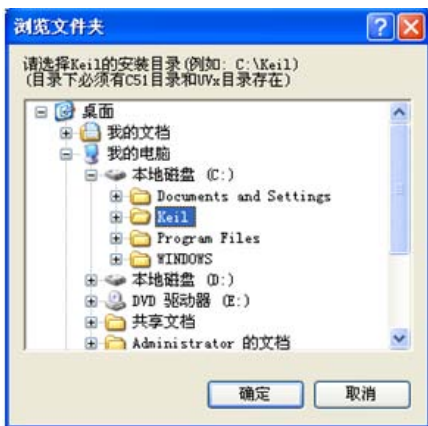 浏览文件夹
请选择Keil的安装目录(例如: C:\Keil)
(目录下必须有C51目录和UVx目录存在)
桌面
我的文档
我的电脑
本地磁盘 (C:)
Documents and Settings
Keil
Program Files
WINDOWS
本地磁盘 (D:)
DVD 驱动器 (E:)
共享文档
Administrator 的文档
确定
取消